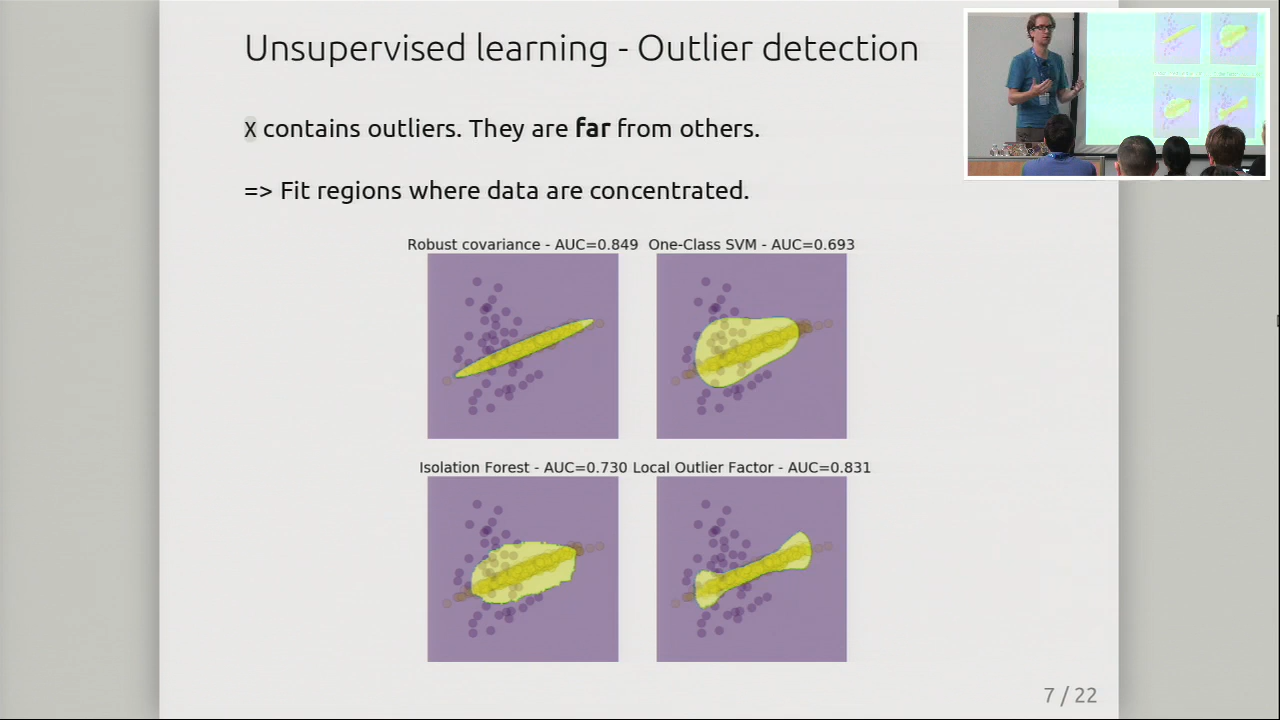 Unsupervised learning - Outlier detection
X contains outliers. They are far from others.
=> Fit regions where data are concentrated.
Robust covariance - AUC=0.849
One-Class SVM - AUC=0.693
Isolation Forest - AUC=0.730
Local Outlier Factor - AUC=0.831
7 / 22